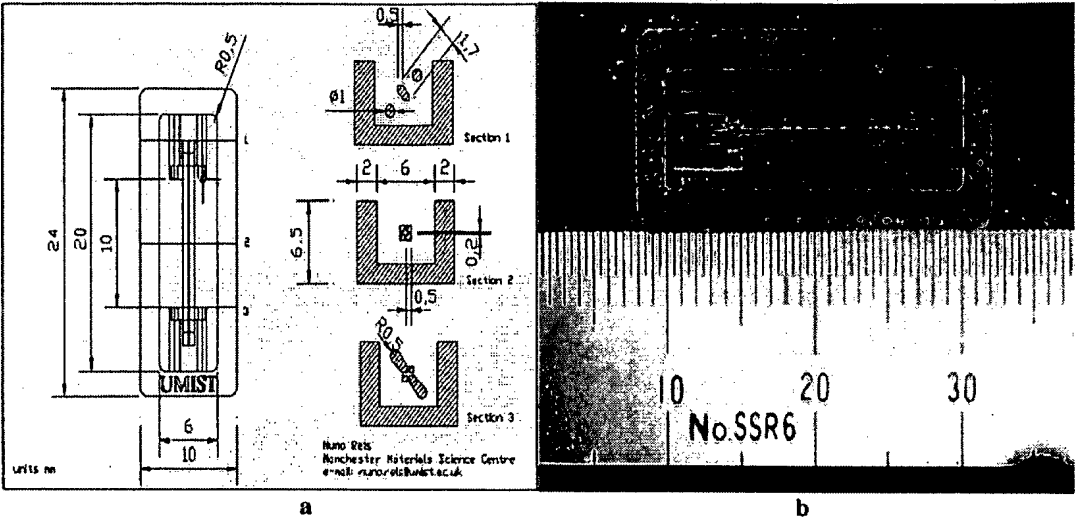 R0,5
24
20
10
UMIST
6
10
units mm
0,5
1,7
ø1
Section 1
2
6
2
6.5
0,2
Section 2
0,5
R0,5
Section 3
Nuno Reis
Manchester Materials Science Centre
1
2
3
10
20
30
No.SSR6
a
b